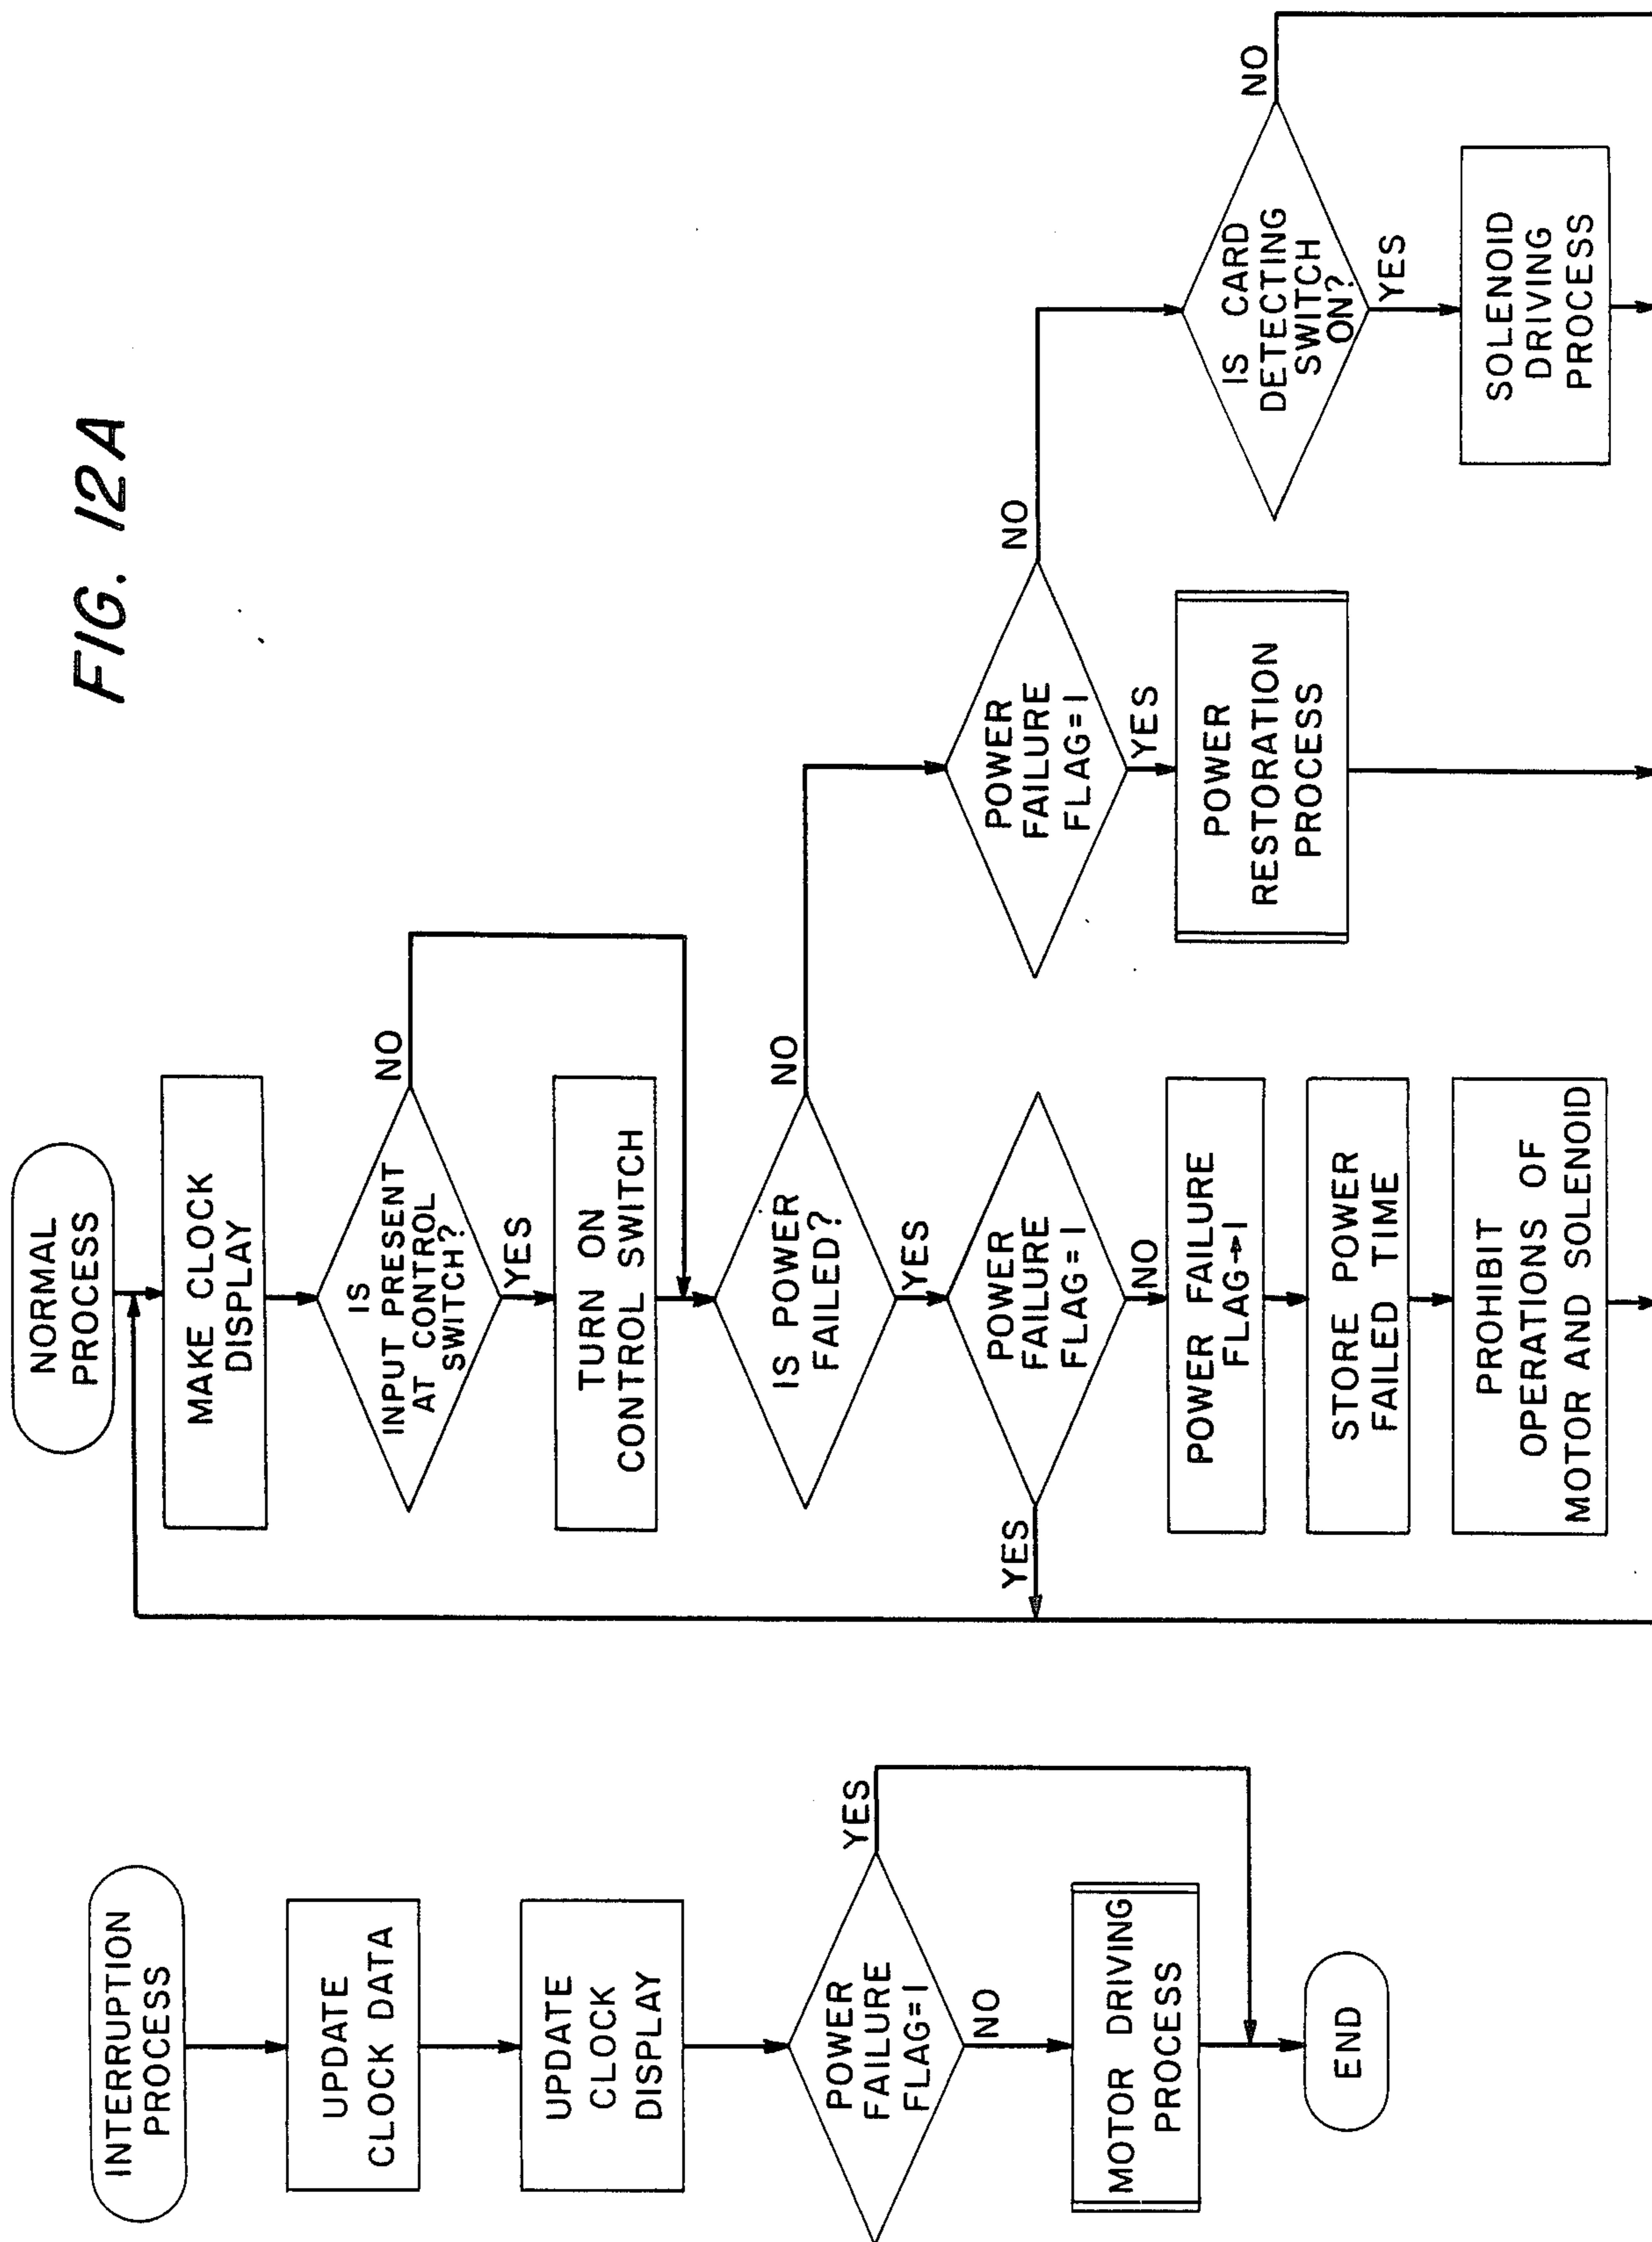 FIG. 12A
INTERRUPTION
PROCESS
UPDATE
CLOCK DATA
UPDATE
CLOCK
DISPLAY
POWER
FAILURE
FLAG=1
YES
NO
MOTOR DRIVING
PROCESS
END
NORMAL
PROCESS
MAKE CLOCK
DISPLAY
IS
INPUT PRESENT
AT CONTROL
SWITCH?
NO
YES
TURN ON
CONTROL SWITCH
IS POWER
FAILED?
NO
YES
POWER
FAILURE
FLAG=1
YES
NO
POWER FAILURE
FLAG→1
STORE POWER
FAILED TIME
PROHIBIT
OPERATIONS OF
MOTOR AND SOLENOID
POWER
FAILURE
FLAG=1
NO
YES
POWER
RESTORATION
PROCESS
IS CARD
DETECTING
SWITCH
ON?
NO
YES
SOLENOID
DRIVING
PROCESS